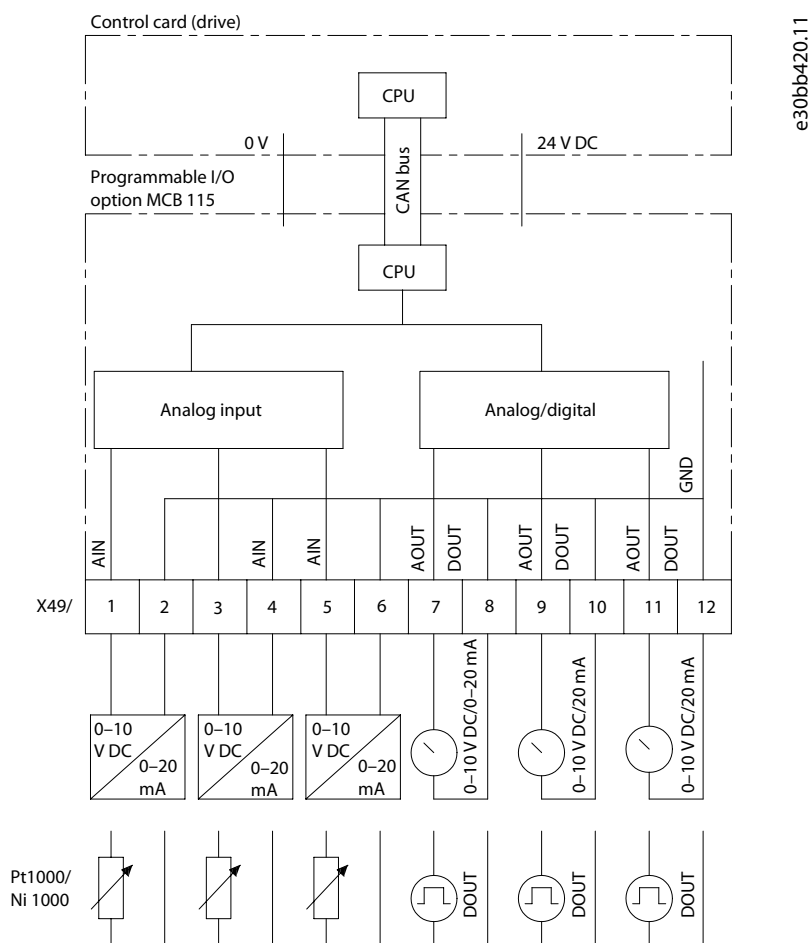 Control card (drive)
e30bb420.11
CPU
0 V
24 V DC
CAN bus
Programmable I/O
option MCB 115
CPU
Analog input
Analog/digital
GND
AIN
AIN
AIN
AOUT
DOUT
AOUT
DOUT
AOUT
DOUT
X49/
1
2
3
4
5
6
7
8
9
10
11
12
0–10
V DC
0–20
mA
0–10
V DC
0–20
mA
0–10
V DC
0–20
mA
0–10 V DC/0–20 mA
0–10 V DC/20 mA
0–10 V DC/20 mA
Pt1000/
Ni 1000
DOUT
DOUT
DOUT